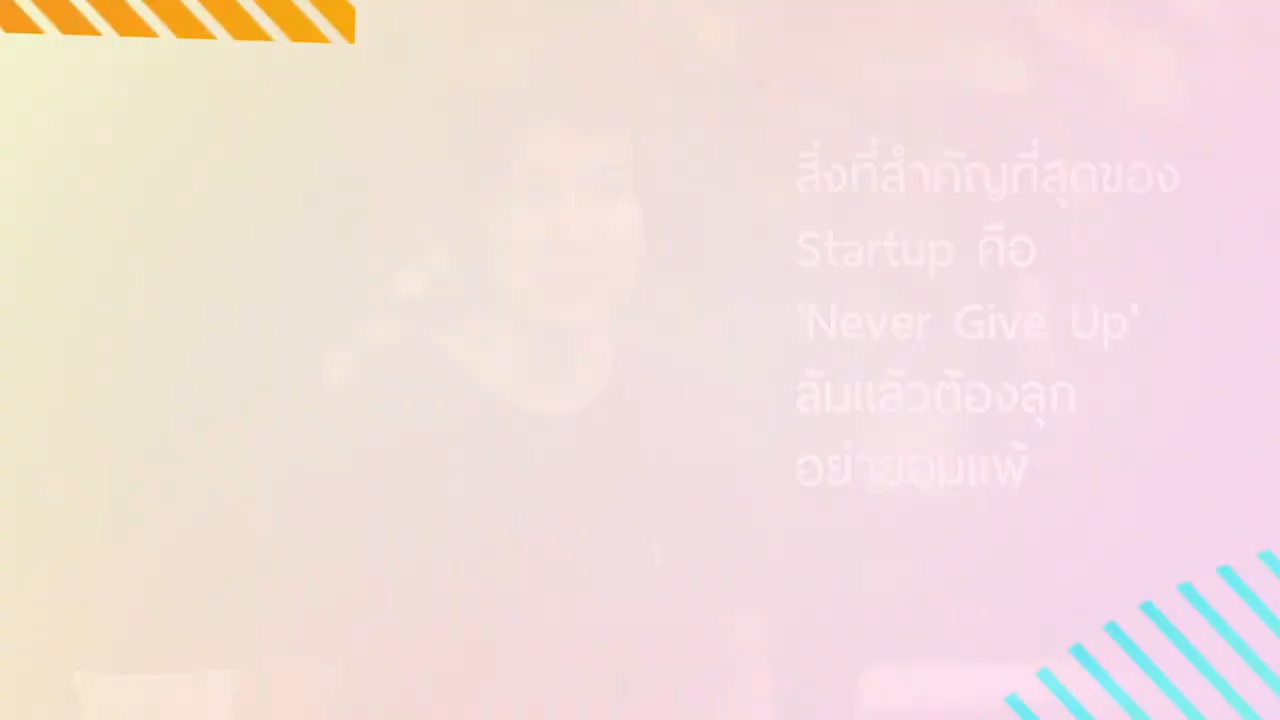 สิ่งที่สำคัญที่สุดของ
Startup คือ
'Never Give Up'
ล้มแล้วต้องลุก
อย่ายอมแพ้